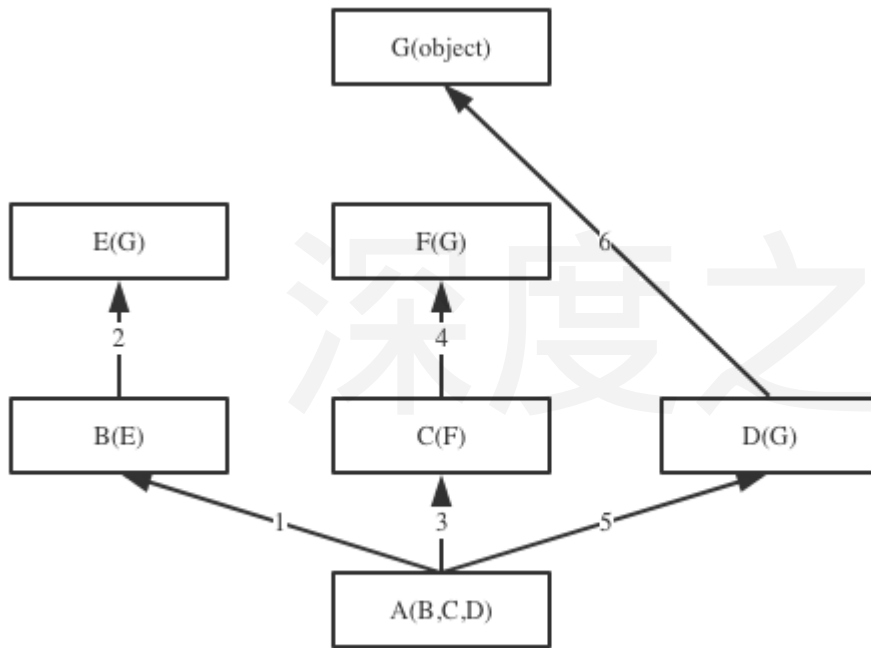 G(object)
E(G)
F(G)
6
2
4
B(E)
C(F)
D(G)
1
3
5
A(B,C,D)
深度之